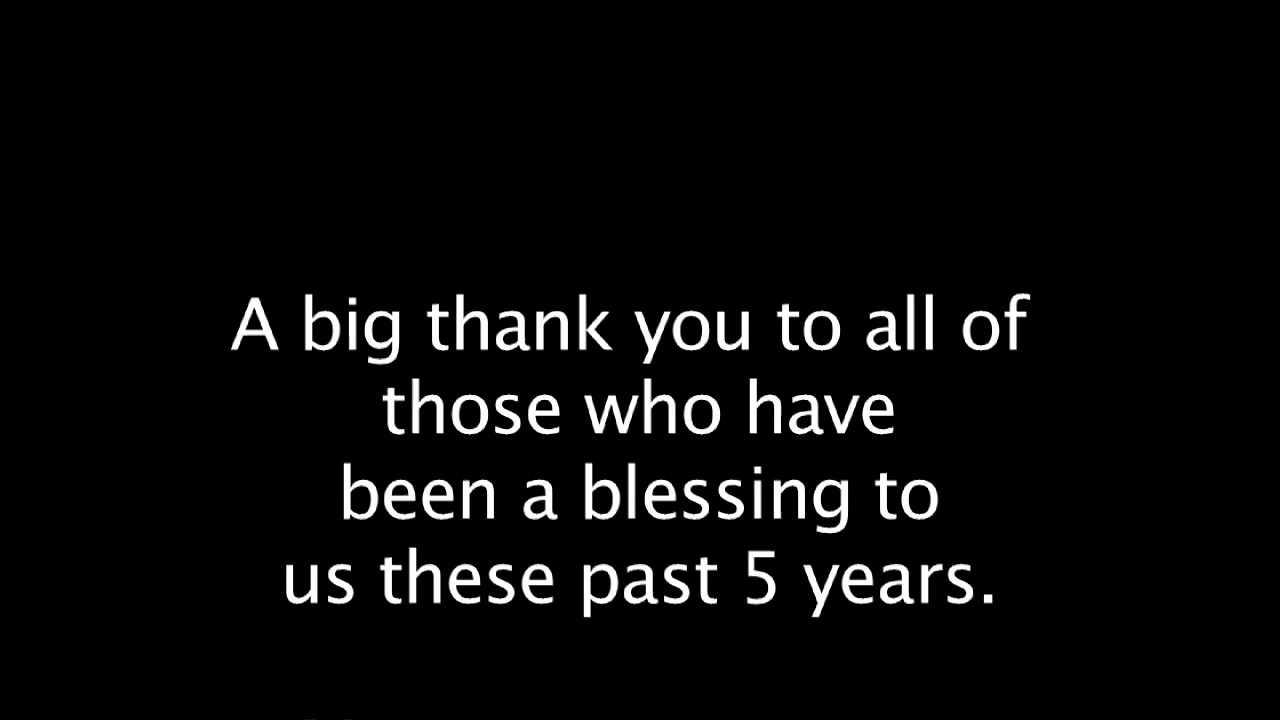 A big thank you to all of
those who have
been a blessing to
us these past 5 years.